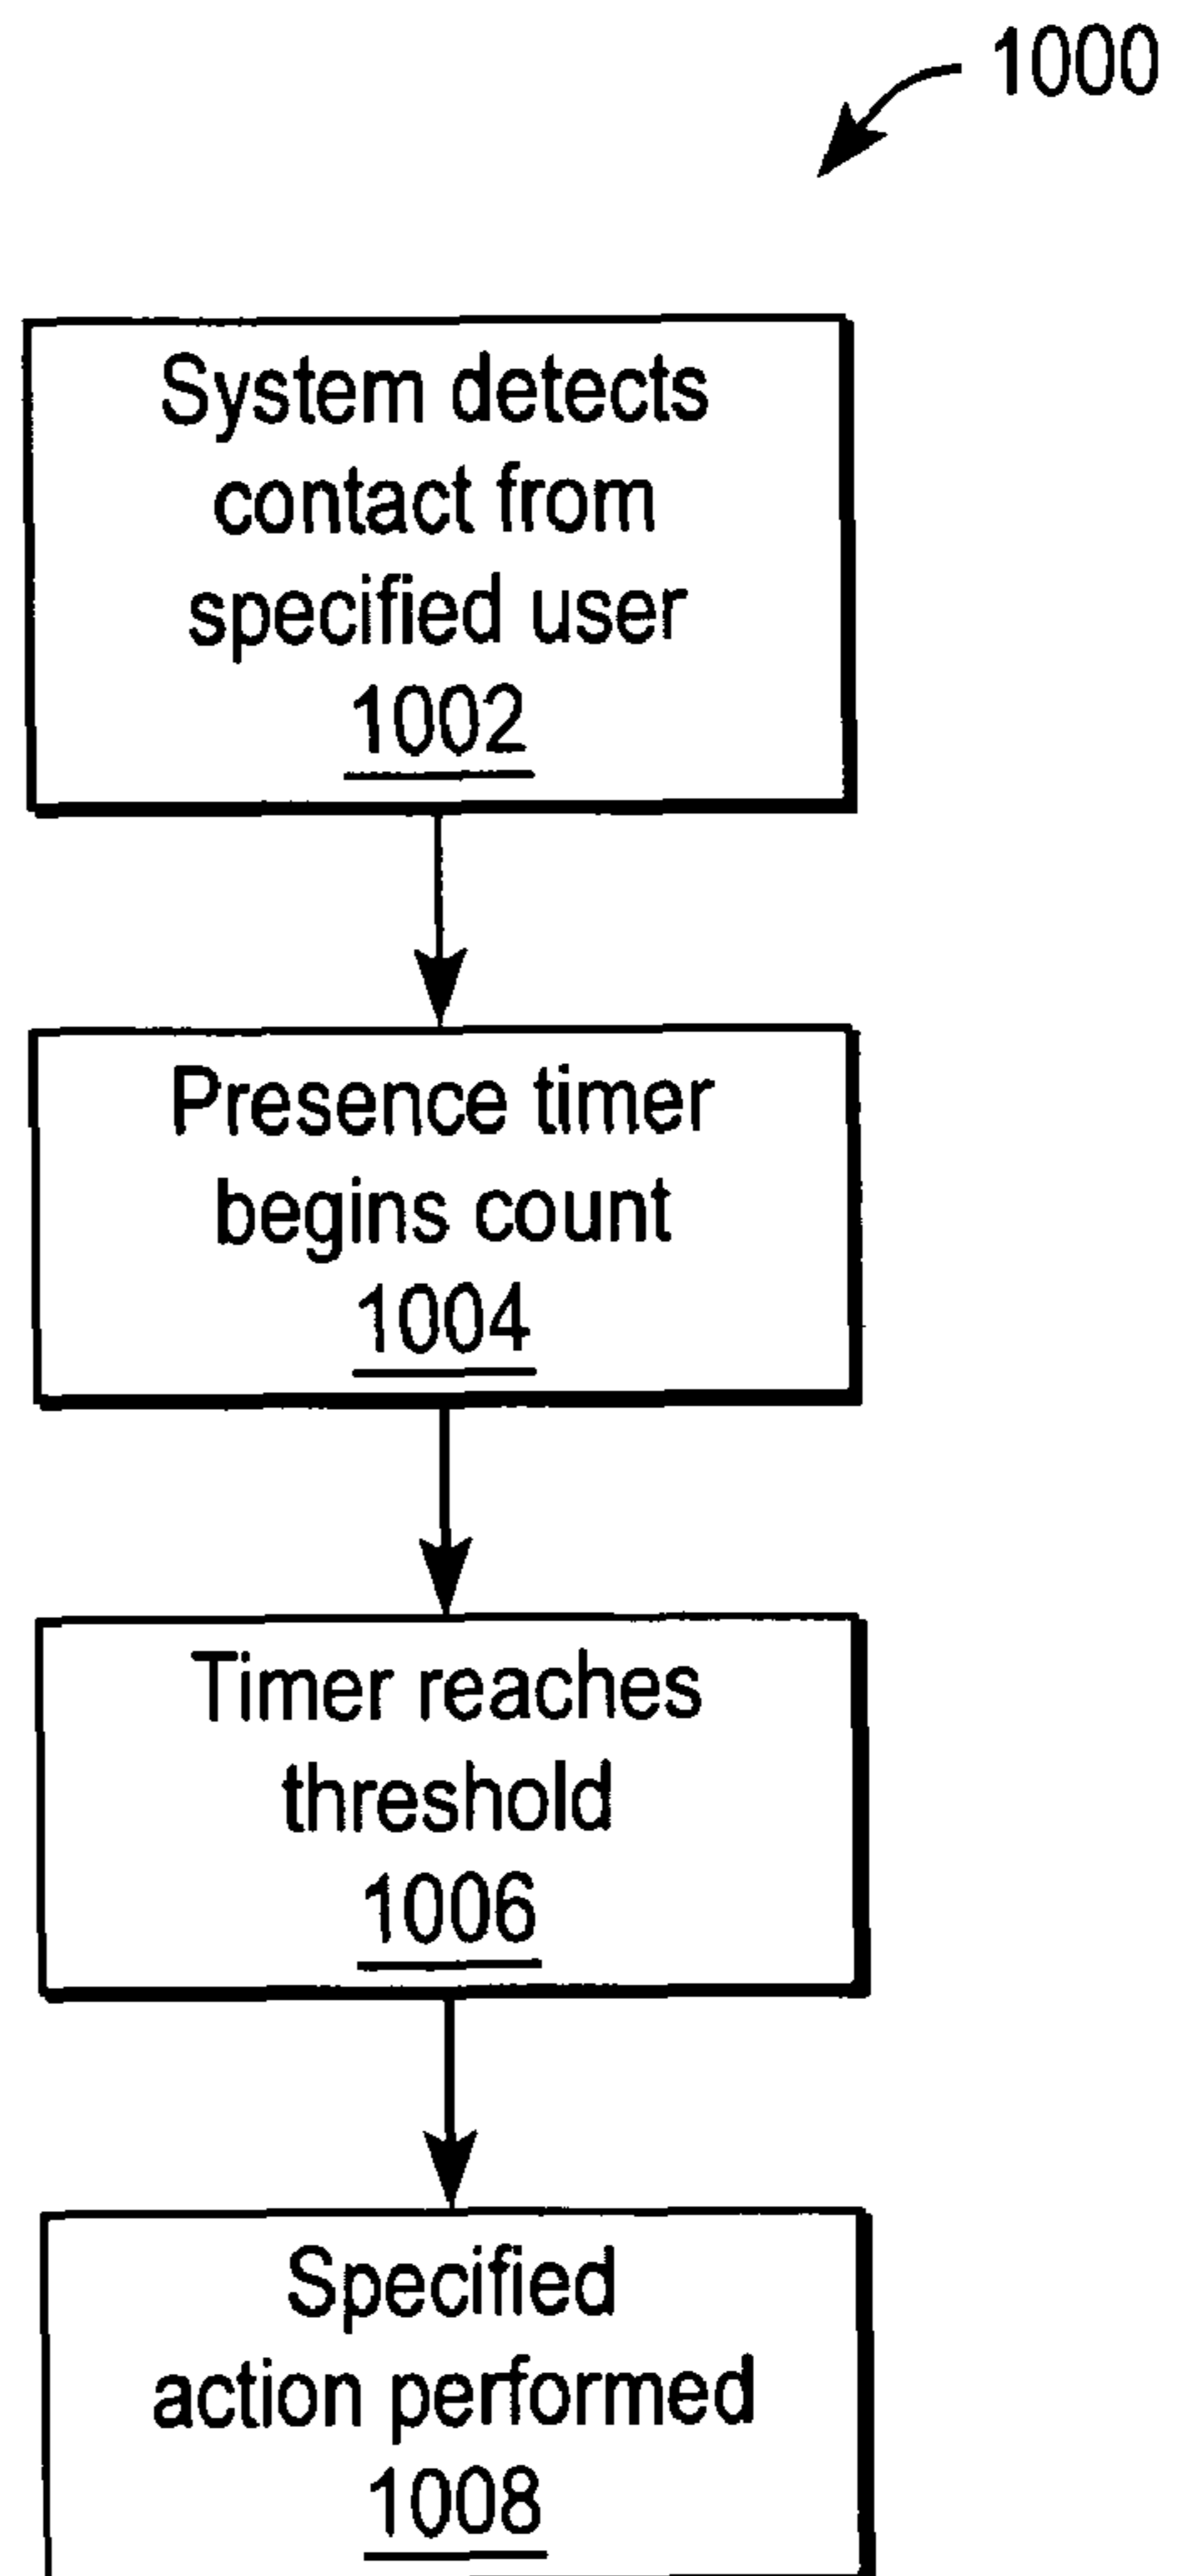 1000
System detects
contact from
specified user
1002
Presence timer
begins count
1004
Timer reaches
threshold
1006
Specified
action performed
1008